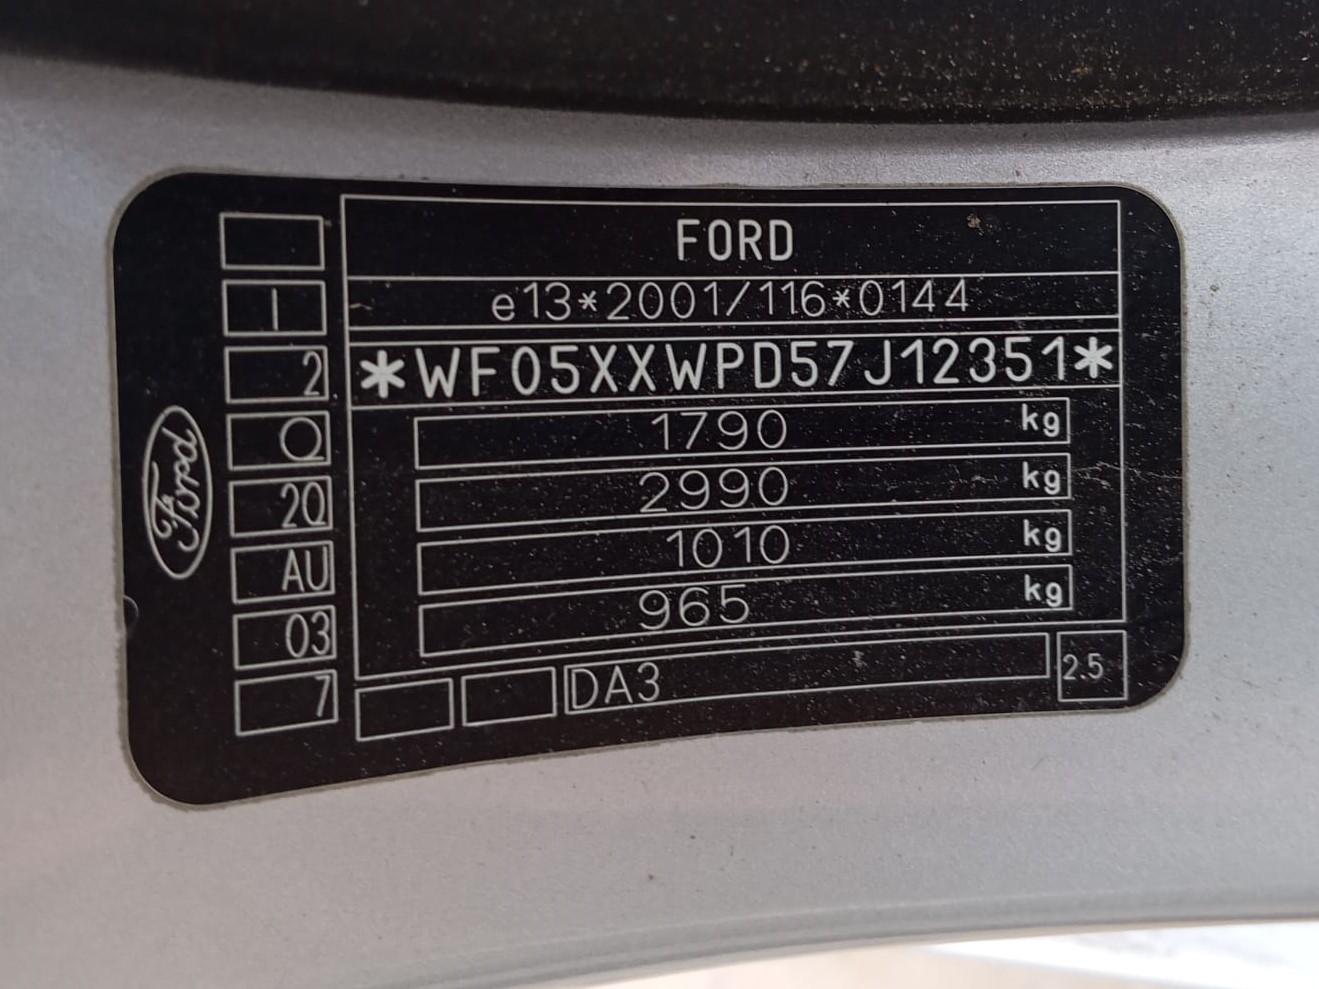 FORD
e13*2001/116*0144
*WF05XXWPD57J12351*
1790 kg
2990 kg
1010 kg
965 kg
DA3
2.5
I
2
Q
2Q
AU
03
7
Ford